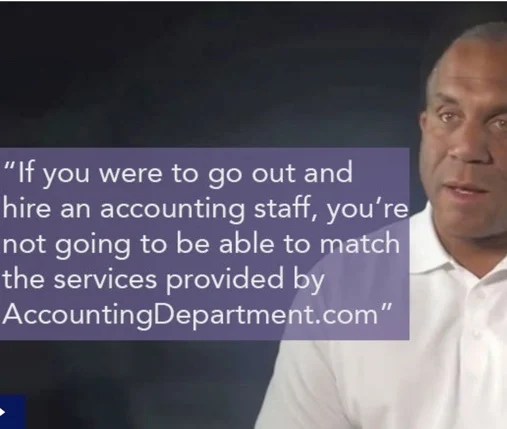 “If you were to go out and
hire an accounting staff, you’re
not going to be able to match
the services provided by
AccountingDepartment.com”